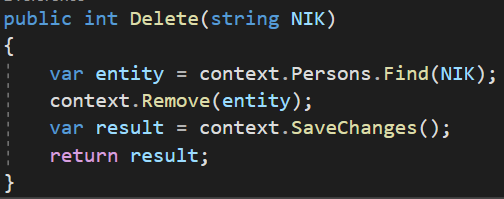 public int Delete(string NIK)
{
var entity = context.Persons.Find(NIK);
context.Remove(entity);
var result = context.SaveChanges();
return result;
}